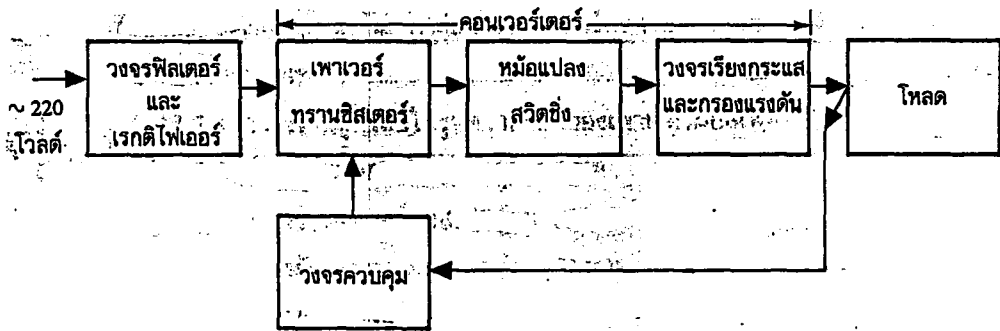 คอนเวอร์เตอร์
~ 220
โวลต์
วงจรฟิลเตอร์
และ
เรกติไฟเออร์
เพาเวอร์
ทรานซิสเตอร์
หม้อแปลง
สวิตชิ่ง
วงจรเรียงกระแส
และกรองแรงดัน
โหลด
วงจรควบคุม